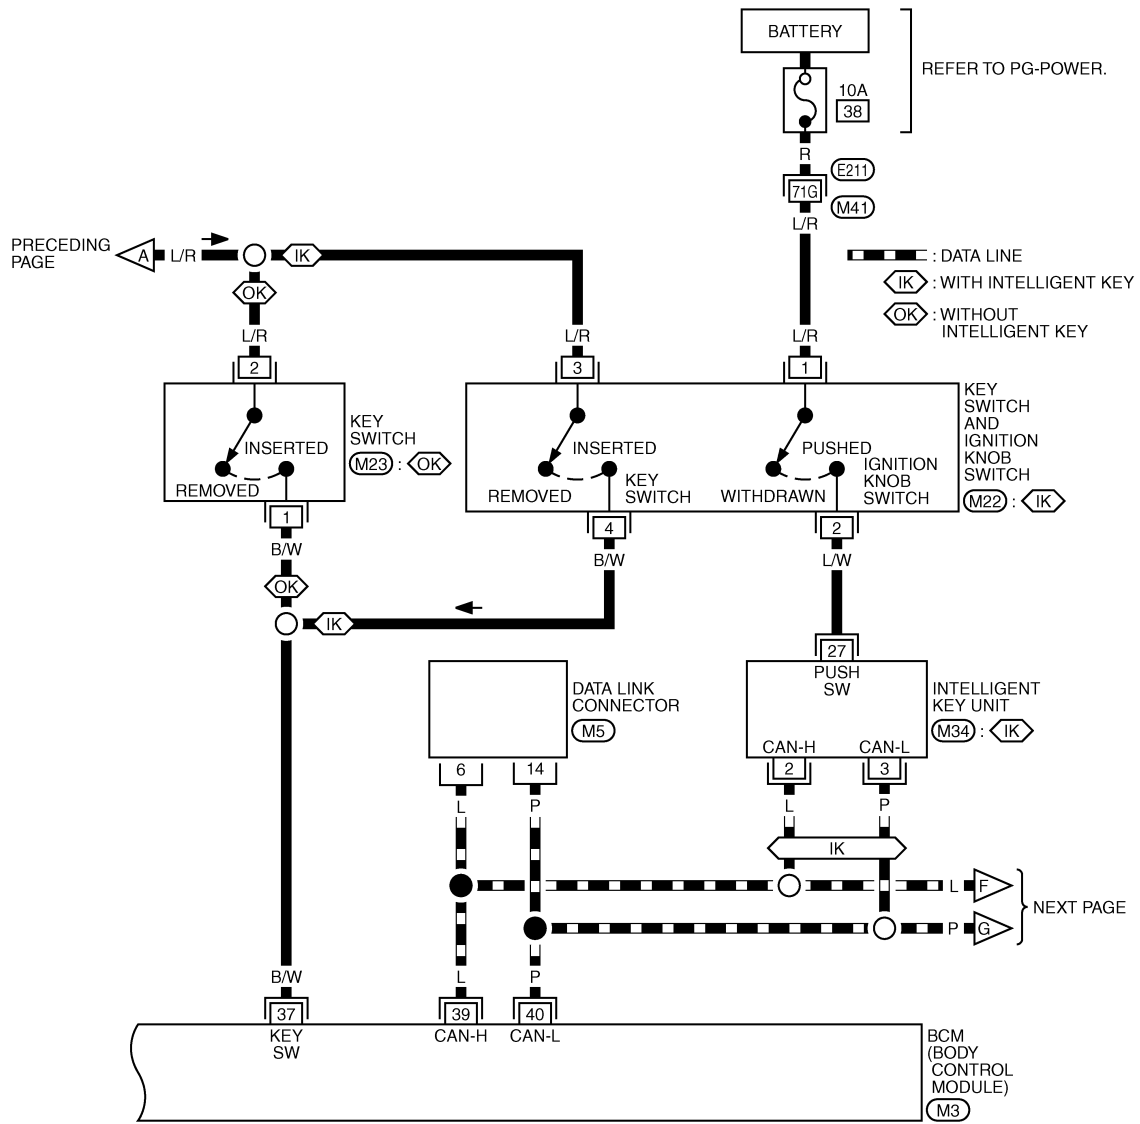 BATTERY
REFER TO PG-POWER.
10A
38
R
E211
71G
M41
L/R
PRECEDING
PAGE
A
L/R
IK
: DATA LINE
IK : WITH INTELLIGENT KEY
OK : WITHOUT
INTELLIGENT KEY
OK
L/R
L/R
L/R
2
3
1
KEY
SWITCH
M23 : OK
INSERTED
REMOVED
INSERTED
REMOVED
KEY
SWITCH
PUSHED
WITHDRAWN
IGNITION
KNOB
SWITCH
KEY
SWITCH
AND
IGNITION
KNOB
SWITCH
M22 : IK
1
4
2
B/W
B/W
L/W
OK
IK
27
PUSH
SW
DATA LINK
CONNECTOR
M5
INTELLIGENT
KEY UNIT
M34 : IK
CAN-H
CAN-L
6
14
2
3
L
P
L
P
IK
L
F
P
G
NEXT PAGE
B/W
L
P
37
39
40
KEY
SW
CAN-H
CAN-L
BCM
(BODY
CONTROL
MODULE)
M3